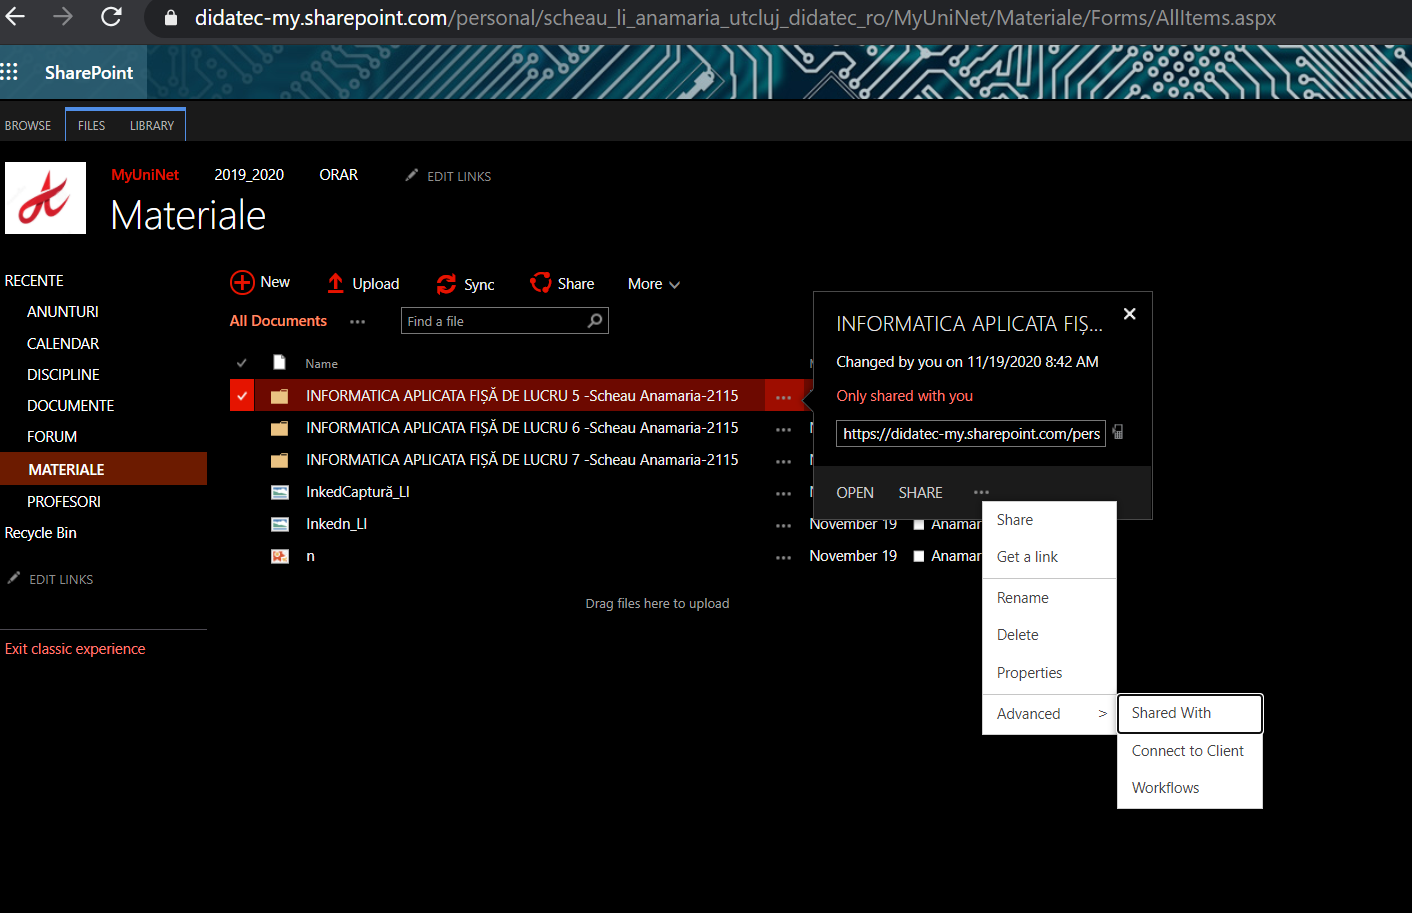 didatec-my.sharepoint.com/personal/scheau_li_anamaria_utcluj_didatec_ro/MyUniNet/Materiale/Forms/AllItems.aspx
SharePoint
BROWSE FILES LIBRARY
MyUniNet 2019_2020 ORAR EDIT LINKS
Materiale
RECENTE
ANUNTURI
CALENDAR
DISCIPLINE
DOCUMENTE
FORUM
MATERIALE
PROFESORI
Recycle Bin
EDIT LINKS
Exit classic experience
New Upload Sync Share More
All Documents ... Find a file
Name
INFORMATICA APLICATA FIȘĂ DE LUCRU 5 -Scheau Anamaria-2115 ...
INFORMATICA APLICATA FIȘĂ DE LUCRU 6 -Scheau Anamaria-2115 ...
INFORMATICA APLICATA FIȘĂ DE LUCRU 7 -Scheau Anamaria-2115 ...
InkedCaptură_LI ...
Inkedn_LI ... November 19 Anamar
n ... November 19 Anamar
Drag files here to upload
INFORMATICA APLICATA FIȘ...
Changed by you on 11/19/2020 8:42 AM
Only shared with you
https://didatec-my.sharepoint.com/pers
OPEN SHARE ...
Share
Get a link
Rename
Delete
Properties
Advanced >
Shared With
Connect to Client
Workflows